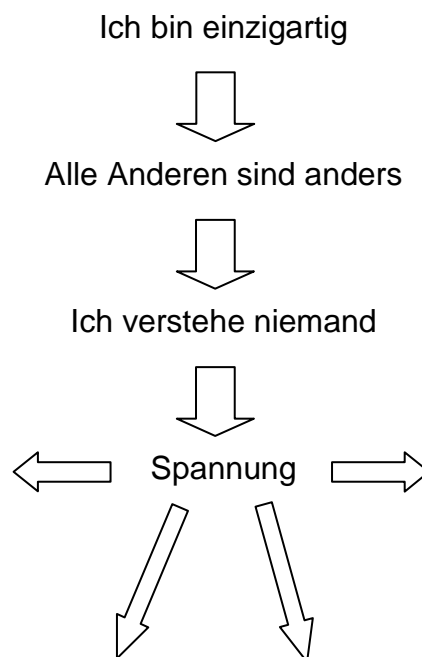 Ich bin einzigartig
Alle Anderen sind anders
Ich verstehe niemand
Spannung